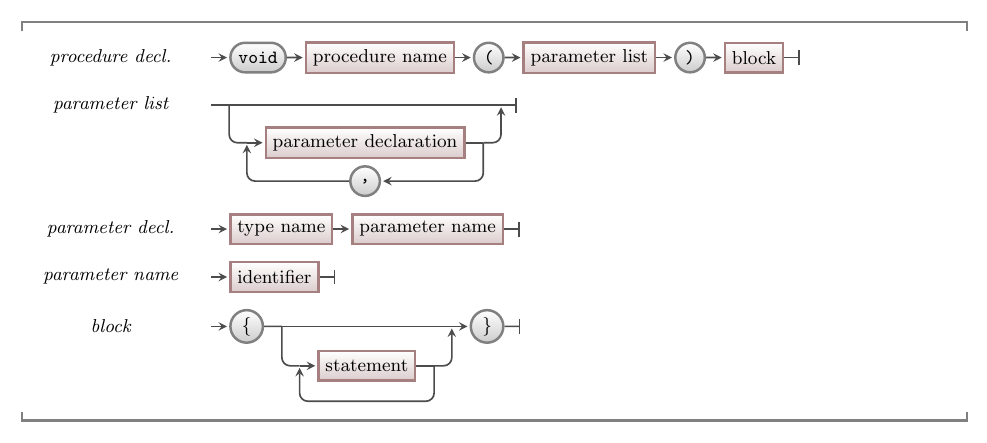 procedure decl. void procedure name ( parameter list ) block
parameter list
parameter declaration
,
parameter decl. type name parameter name
parameter name identifier
block { }
statement